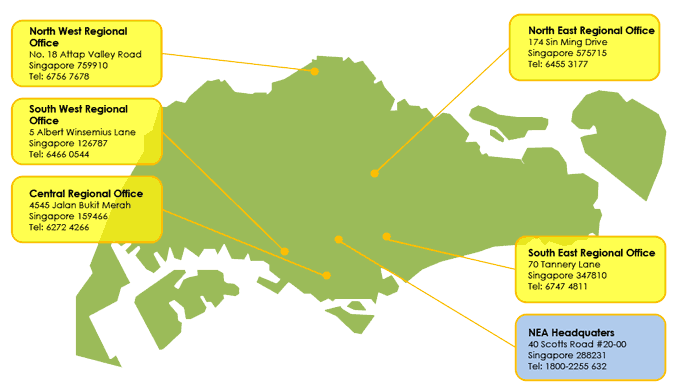 North West Regional
Office
No. 18 Attap Valley Road
Singapore 759910
Tel: 6756 7678
South West Regional
Office
5 Albert Winsemius Lane
Singapore 126787
Tel: 6466 0544
Central Regional Office
4545 Jalan Bukit Merah
Singapore 159466
Tel: 6272 4266
North East Regional Office
174 Sin Ming Drive
Singapore 575715
Tel: 6455 3177
South East Regional Office
70 Tannery Lane
Singapore 347810
Tel: 6747 4811
NEA Headquaters
40 Scotts Road #20-00
Singapore 288231
Tel: 1800-2255 632